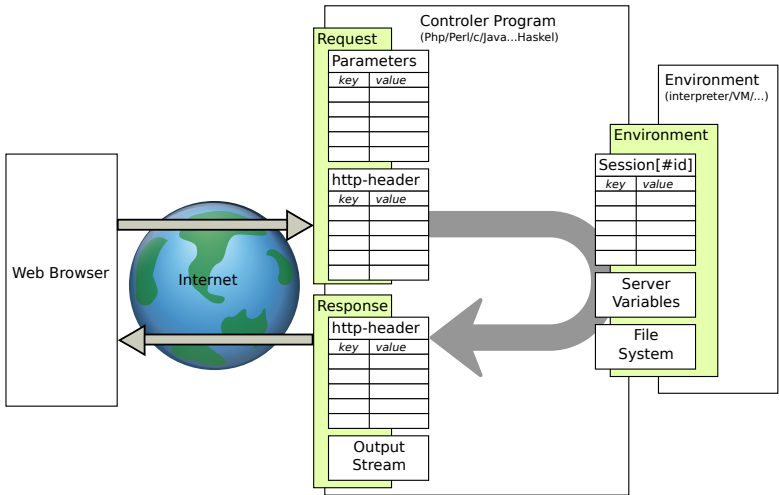 Controler Program
(Php/Perl/c/Java...Haskel)
Request
Parameters
key value
http-header
key value
Environment
(interpreter/VM/...)
Environment
Session[#id]
key value
Server
Variables
File
System
Web Browser
Internet
Response
http-header
key value
Output
Stream